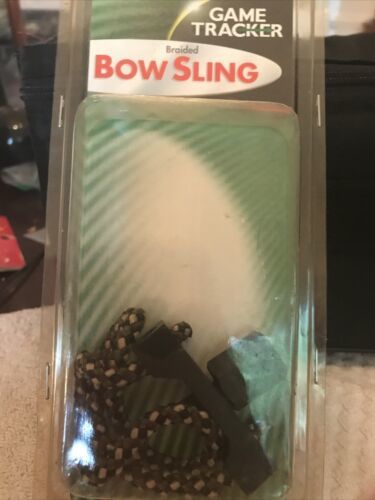 GAME
TRACKER
Braided
BOW SLING